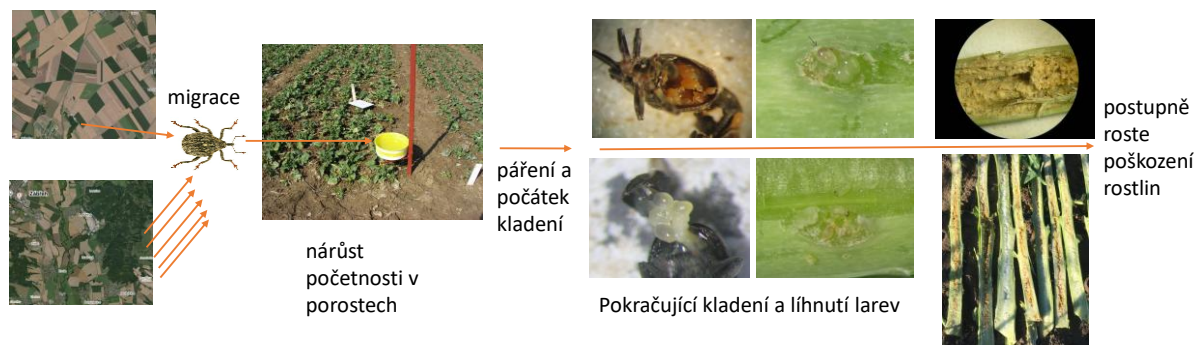 migrace
nárůst
početnosti v
porostech
páření a
počátek
kladení
Pokračující kladení a líhnutí larev
postupně
roste
poškození
rostlin